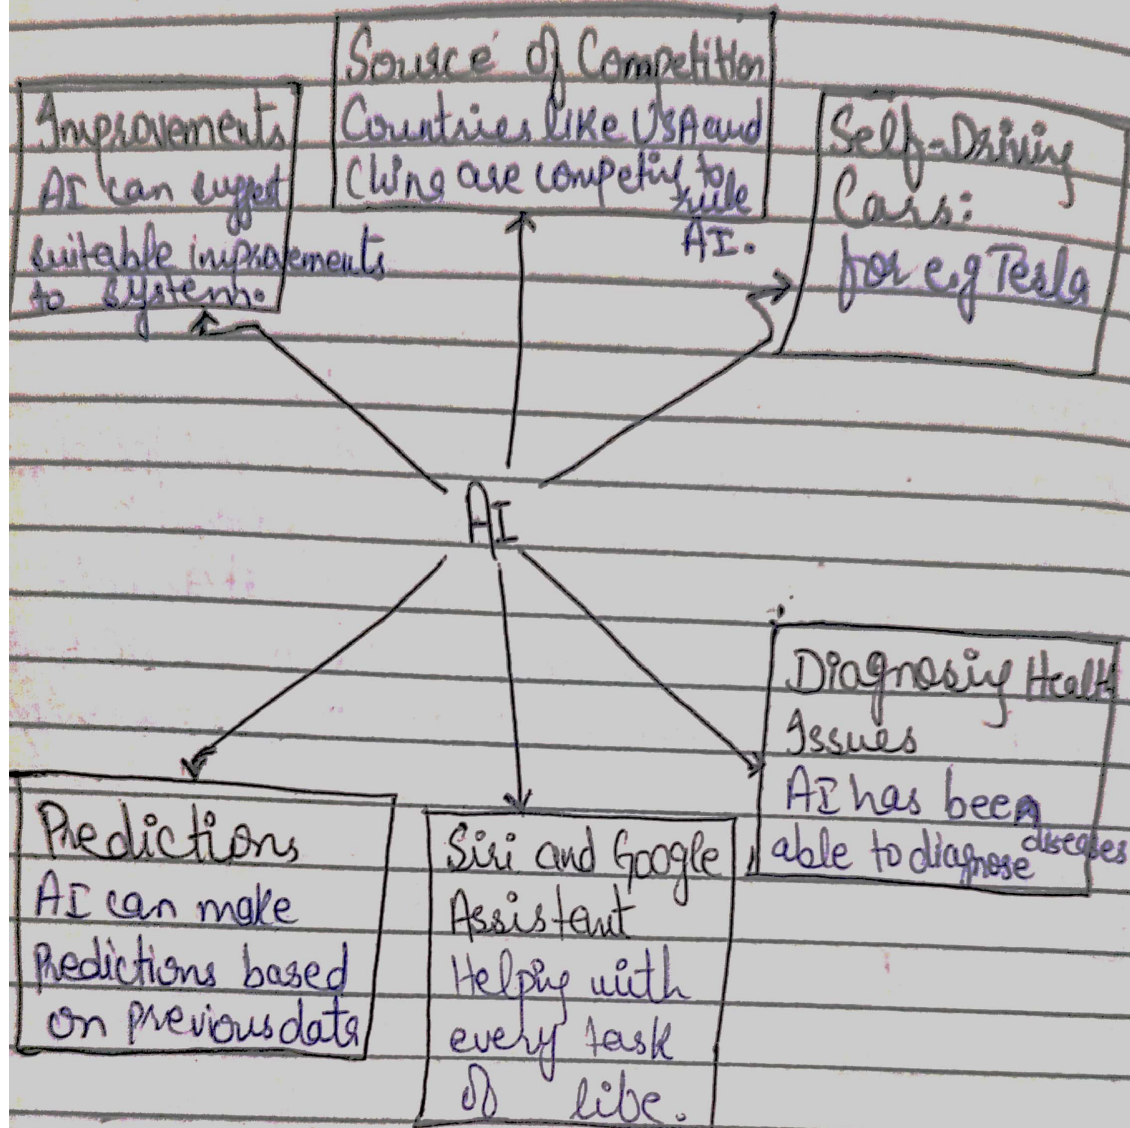 Source of Competition
Countries like USA and
China are competing to
rule
AI.
Improvements
AI can suggest
suitable improvements
to system.
Self-Driving
Cars:
for e.g Tesla
AI
Diagnosing Health
Issues
AI has been
able to diagnose diseases
Predictions
AI can make
Predictions based
on previous data
Siri and Google
Assistant
Helping with
every task
of life.